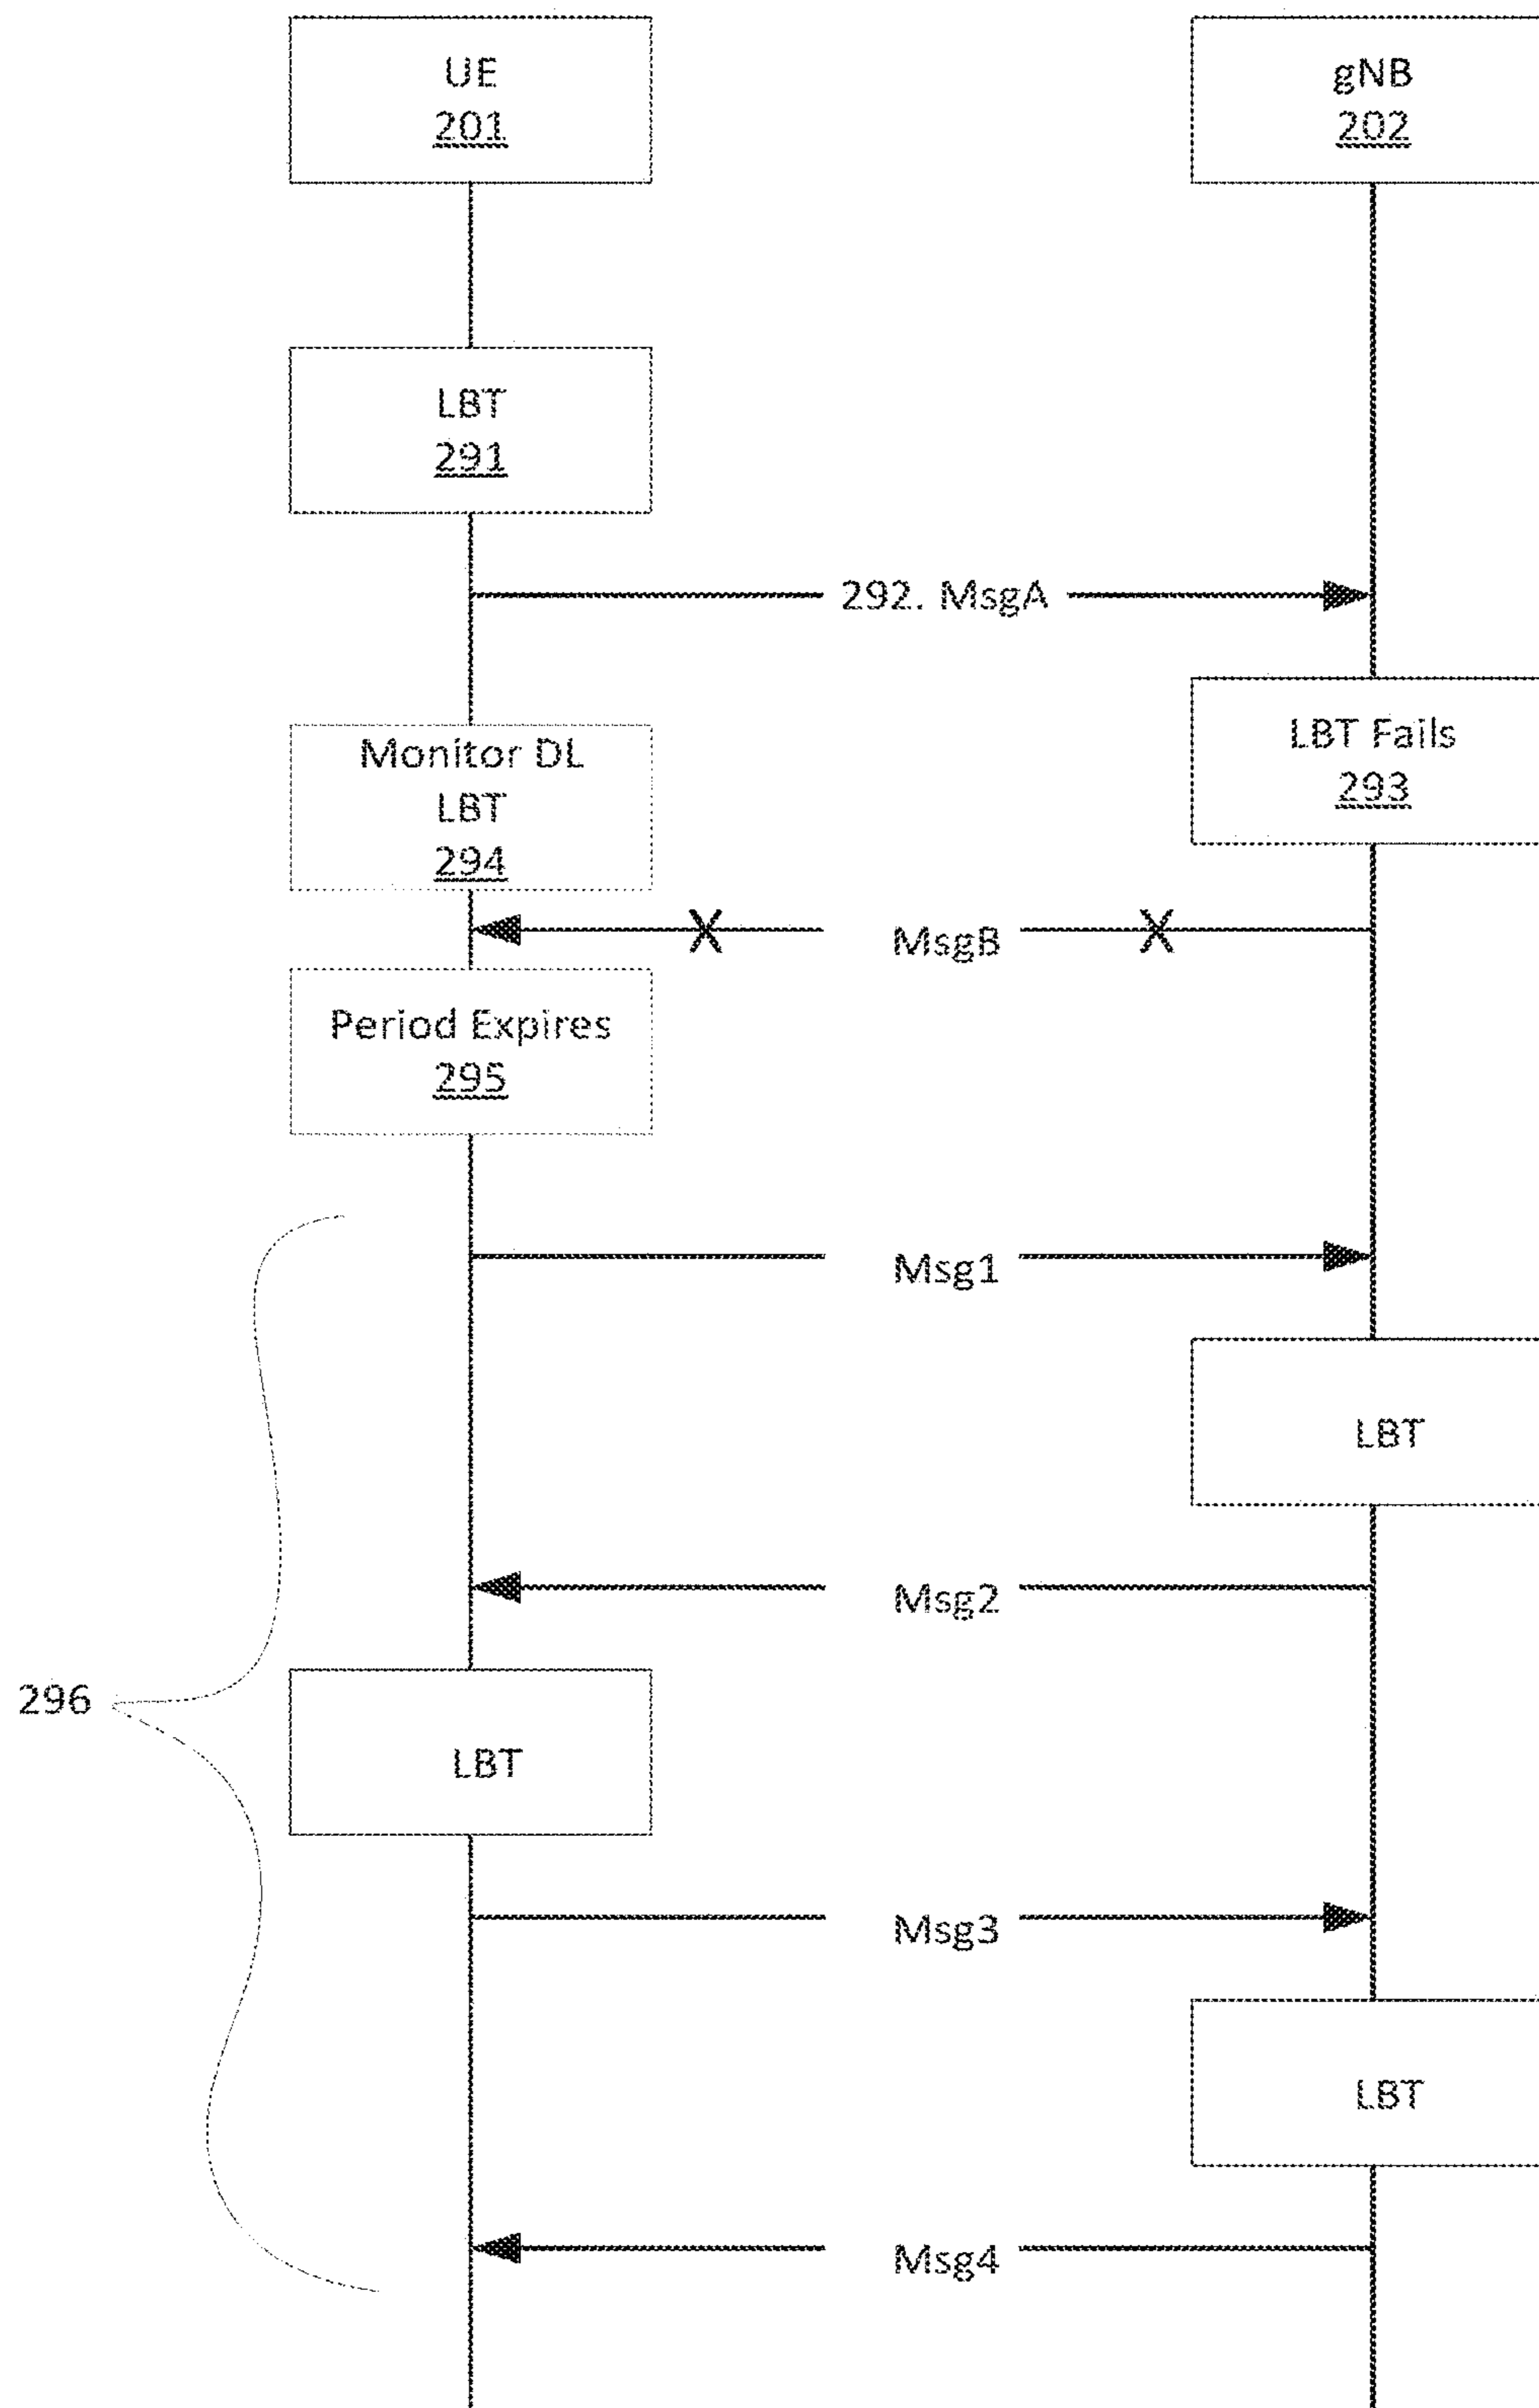 UE
201
gNB
202
LBT
291
292. MsgA
LBT Fails
293
Monitor DL
LBT
294
X
MsgB
X
Period Expires
295
Msg1
LBT
Msg2
296
LBT
Msg3
LBT
Msg4